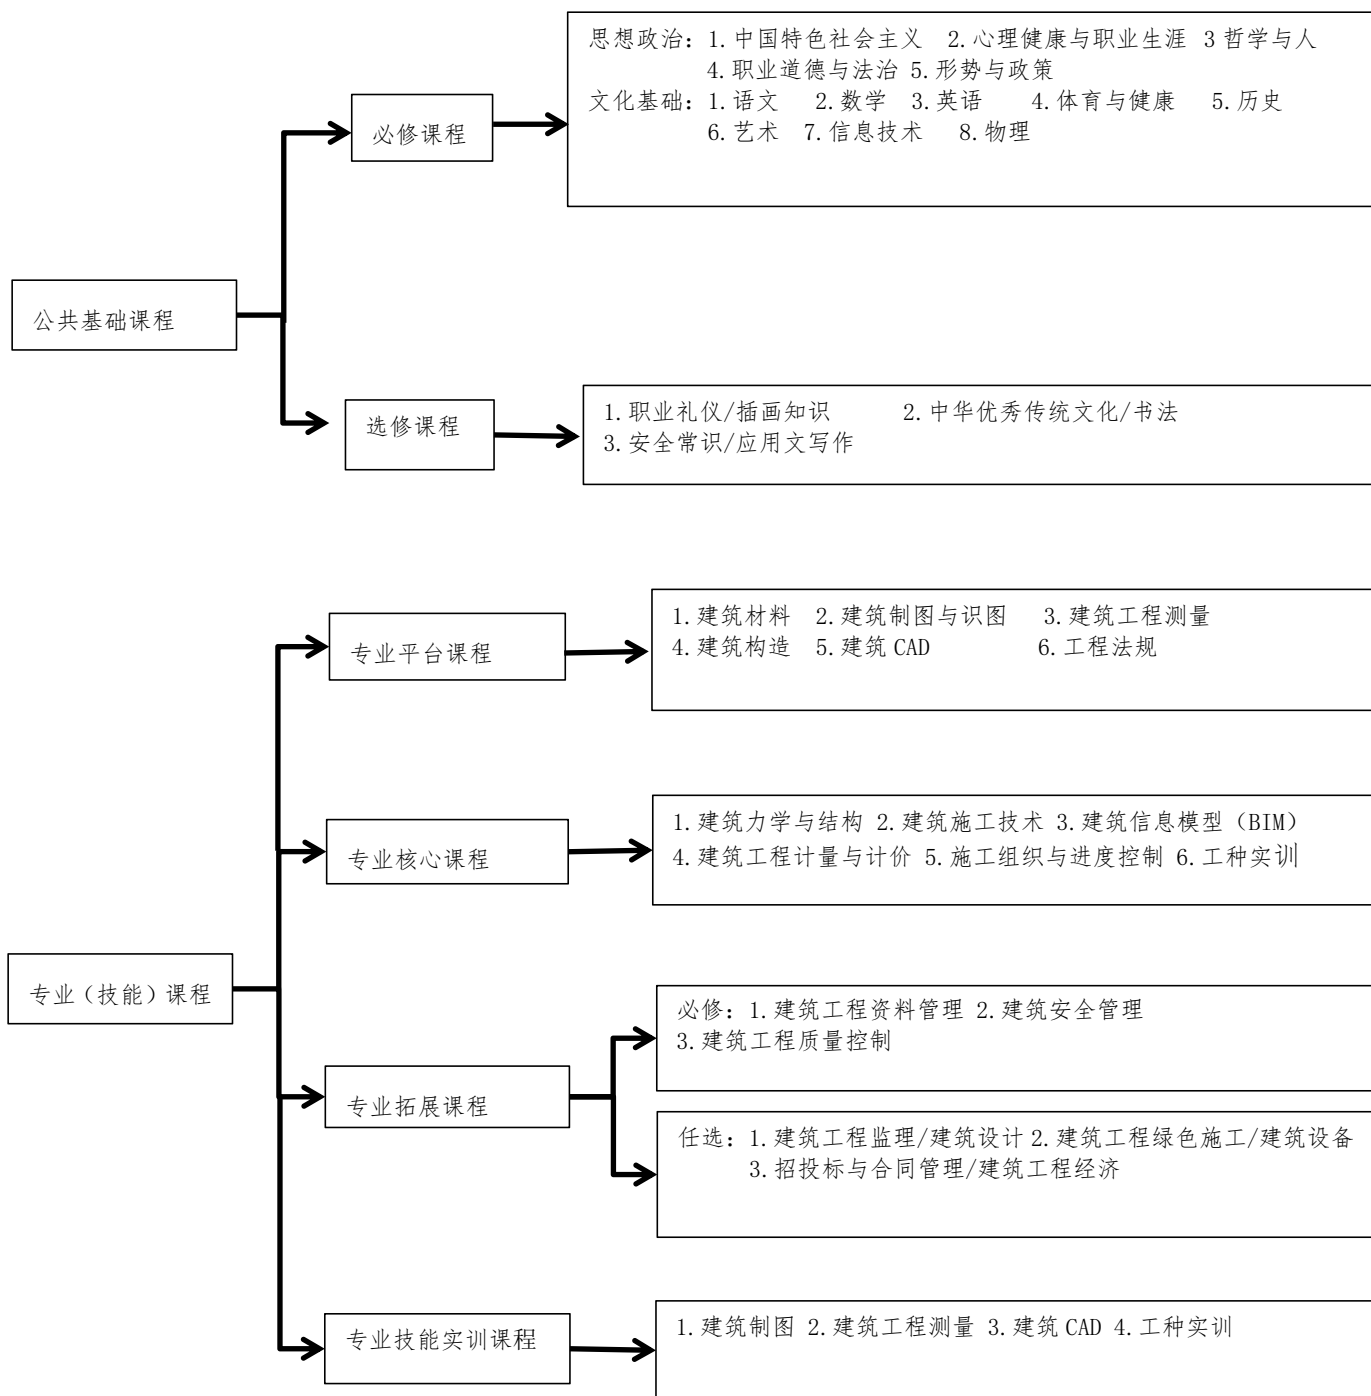 思想政治：1.中国特色社会主义 2.心理健康与职业生涯 3 哲学与人
4.职业道德与法治 5.形势与政策
文化基础：1.语文 2.数学 3.英语 4.体育与健康 5.历史
6.艺术 7.信息技术 8.物理
必修课程
公共基础课程
选修课程
1.职业礼仪/插画知识 2.中华优秀传统文化/书法
3.安全常识/应用文写作
专业平台课程
1.建筑材料 2.建筑制图与识图 3.建筑工程测量
4.建筑构造 5.建筑 CAD 6.工程法规
专业核心课程
1.建筑力学与结构 2.建筑施工技术 3.建筑信息模型（BIM）
4.建筑工程计量与计价 5.施工组织与进度控制 6.工种实训
专业（技能）课程
专业拓展课程
必修：1.建筑工程资料管理 2.建筑安全管理
3.建筑工程质量控制
任选：1.建筑工程监理/建筑设计 2.建筑工程绿色施工/建筑设备
3.招投标与合同管理/建筑工程经济
专业技能实训课程
1.建筑制图 2.建筑工程测量 3.建筑 CAD 4.工种实训